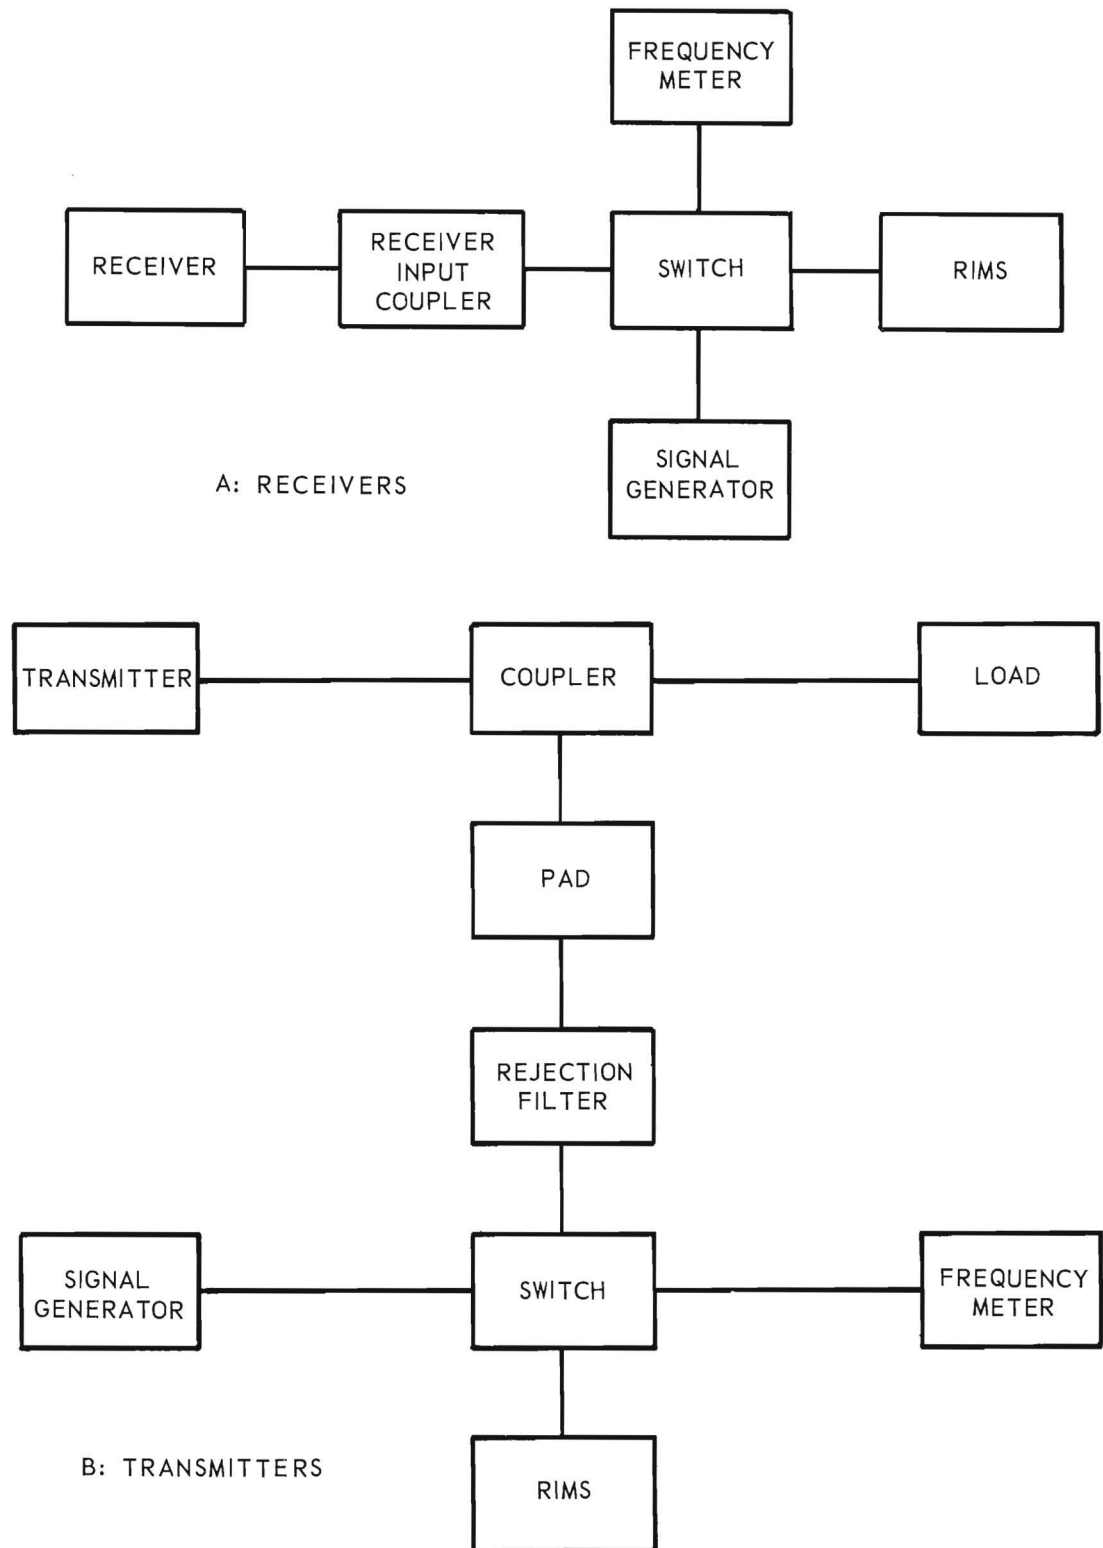 FREQUENCY
METER
RECEIVER
RECEIVER
INPUT
COUPLER
SWITCH
RIMS
SIGNAL
GENERATOR
A: RECEIVERS
TRANSMITTER
COUPLER
LOAD
PAD
REJECTION
FILTER
SIGNAL
GENERATOR
SWITCH
FREQUENCY
METER
B: TRANSMITTERS
RIMS